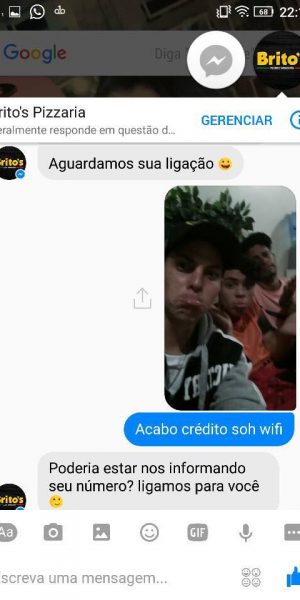 68 22:
Google
Diga
Brito's
rito's Pizzaria
eralmente responde em questão d...
GERENCIAR
Aguardamos sua ligação 😀
Acabo crédito soh wifi
Brito's
Poderia estar nos informando
seu número? ligamos para você
🙂
Aa
GIF
screva uma mensagem...